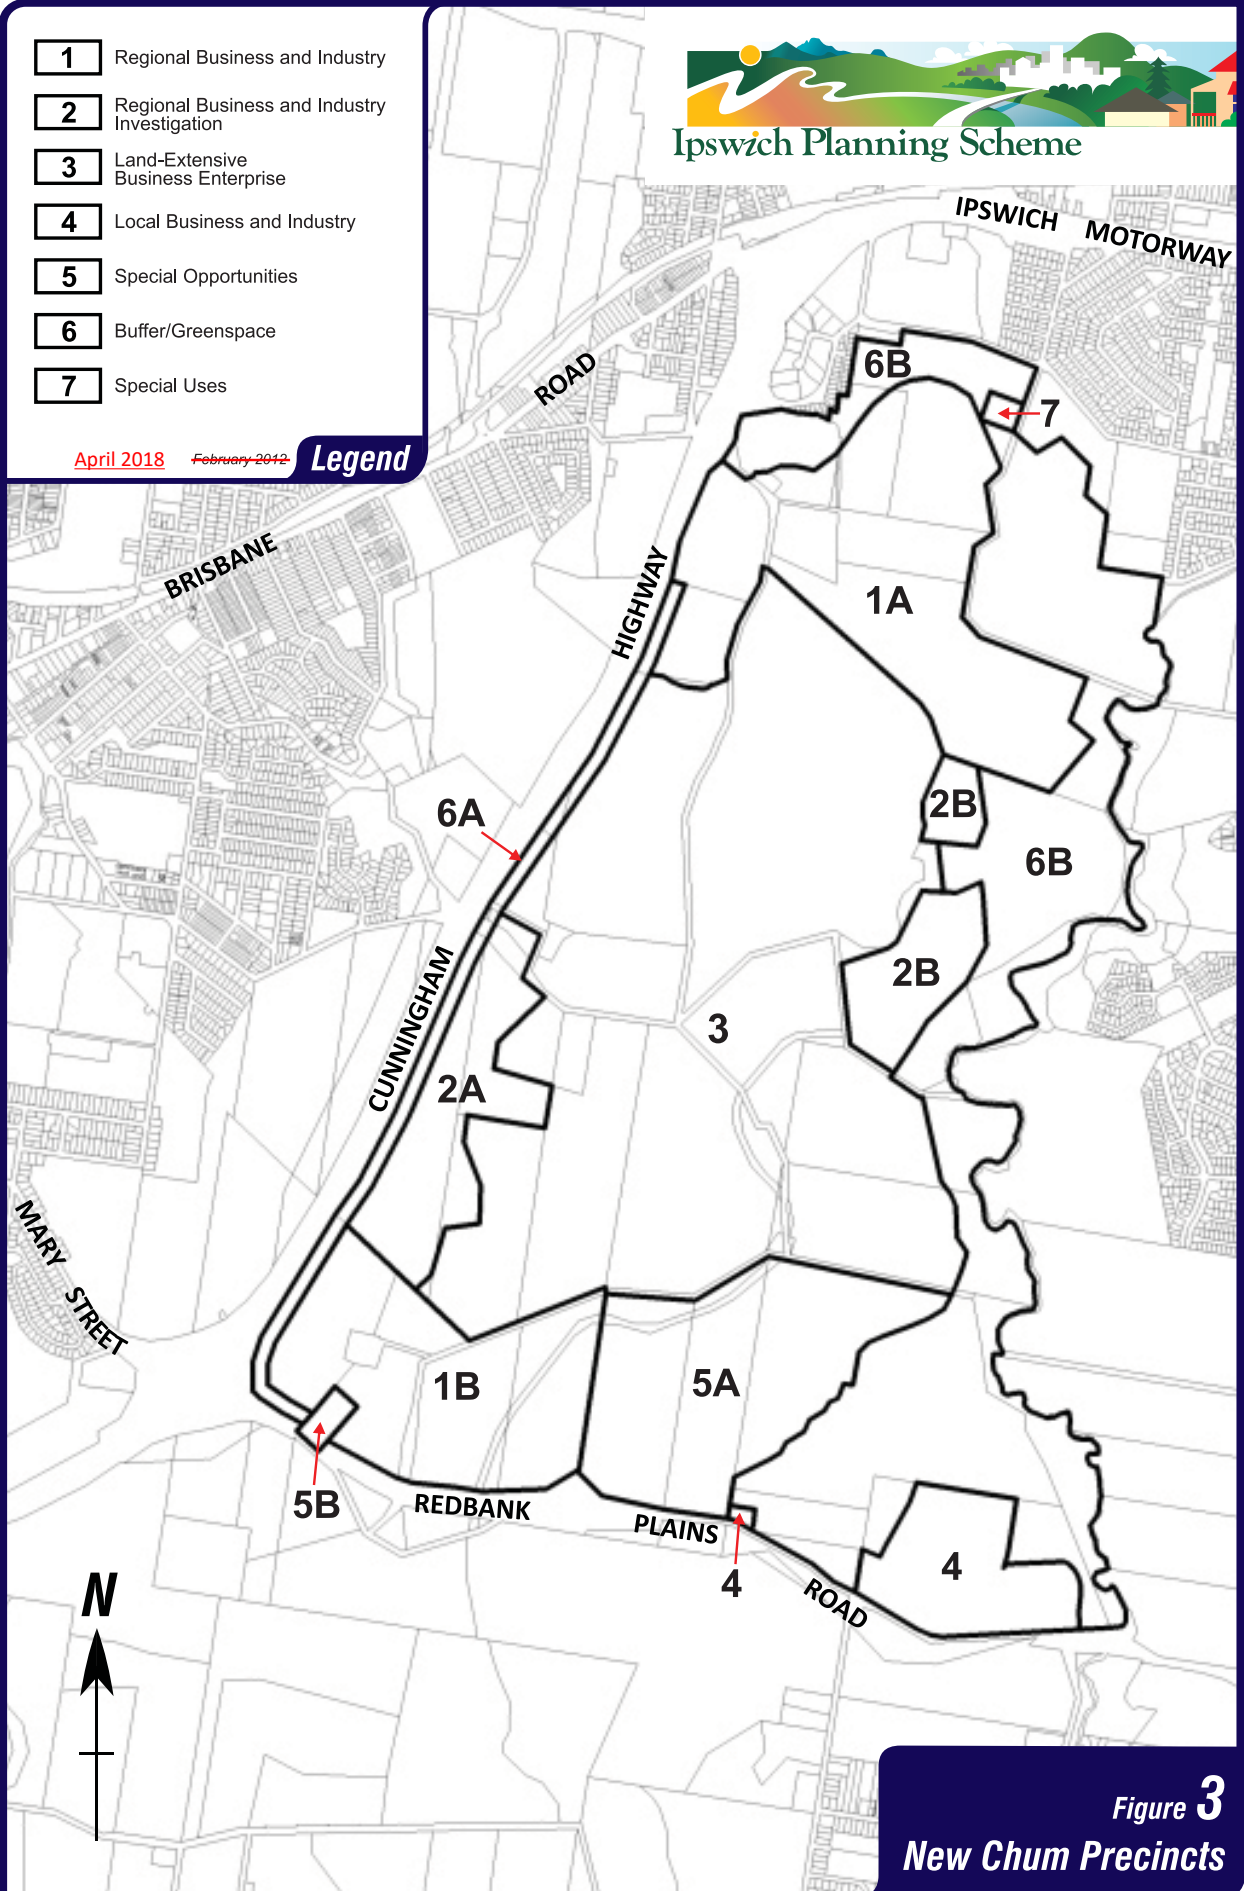 1 Regional Business and Industry
2 Regional Business and Industry
Investigation
3 Land-Extensive
Business Enterprise
4 Local Business and Industry
5 Special Opportunities
6 Buffer/Greenspace
7 Special Uses
April 2018 February 2012 Legend
Ipswich Planning Scheme
IPSWICH MOTORWAY
ROAD
BRISBANE
HIGHWAY
CUNNINGHAM
MARY STREET
REDBANK PLAINS ROAD
6B
7
1A
2B
6A
6B
2B
3
2A
5A
1B
5B
4
4
N
Figure 3
New Chum Precincts